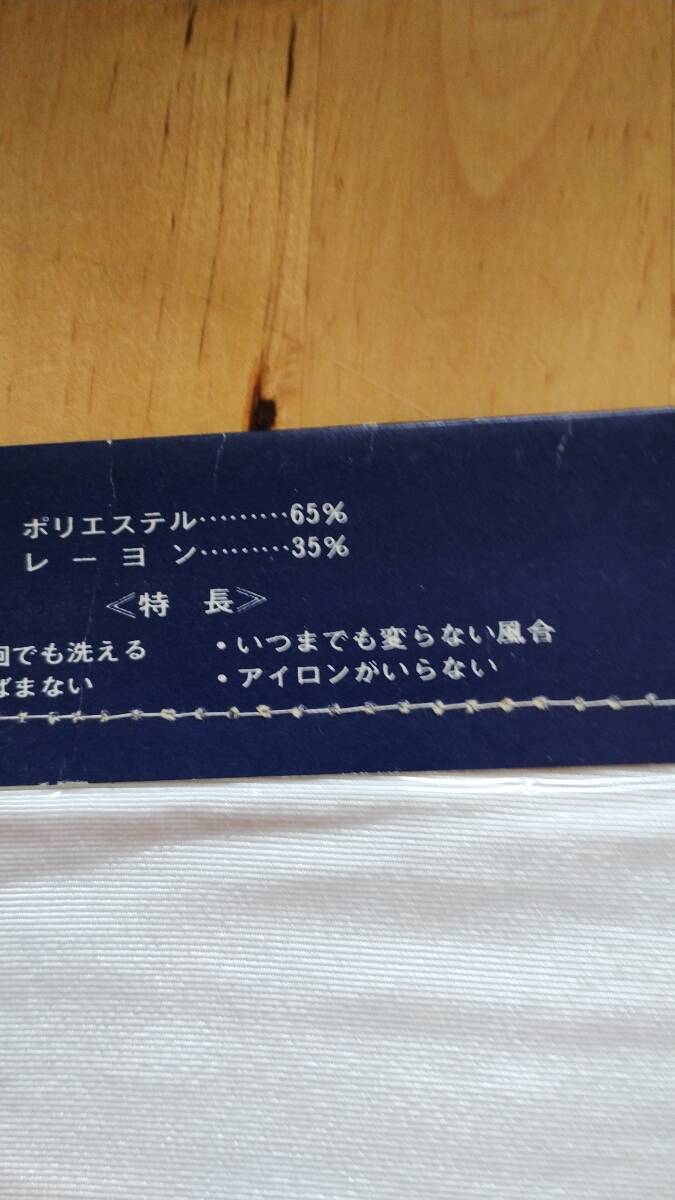 ポリエステル………65%
レーヨン………35%
≪特 長≫
回でも洗える ・いつまでも変らない風合
ばまない ・アイロンがいらない